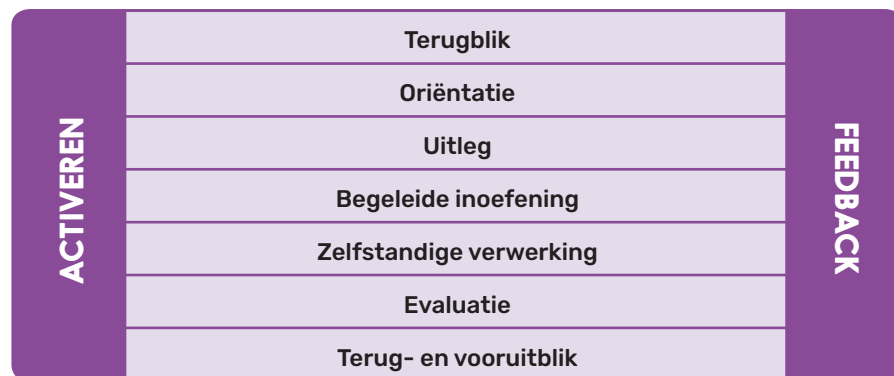 ACTIVEREN
Terugblik
Oriëntatie
Uitleg
Begeleide inoefening
Zelfstandige verwerking
Evaluatie
Terug- en vooruitblik
FEEDBACK